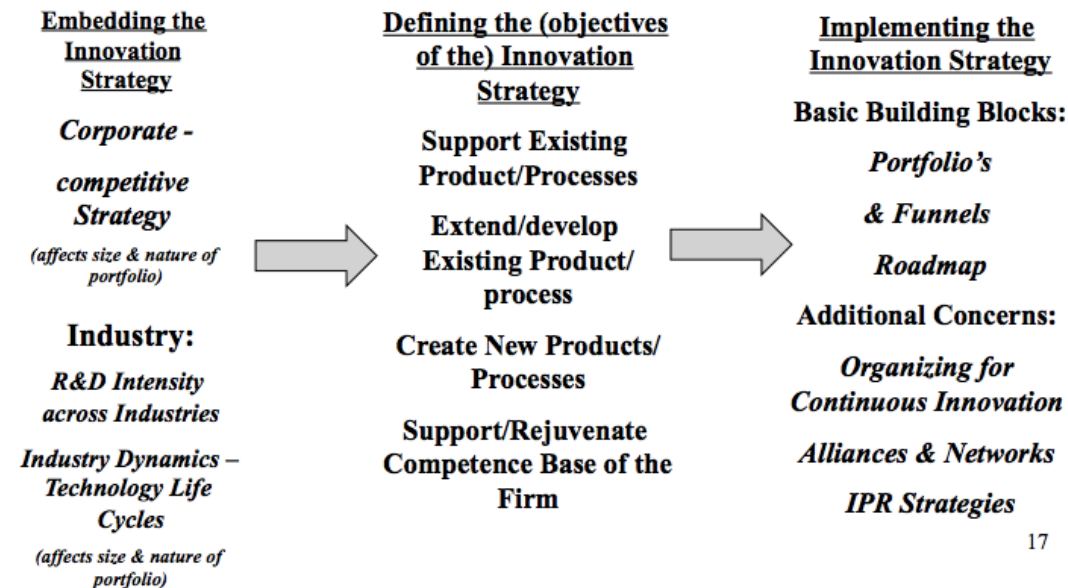 Embedding the
Innovation
Strategy
Corporate -
competitive
Strategy
(affects size & nature of
portfolio)
Industry:
R&D Intensity
across Industries
Industry Dynamics –
Technology Life
Cycles
(affects size & nature of
portfolio)
Defining the (objectives
of the) Innovation
Strategy
Support Existing
Product/Processes
Extend/develop
Existing Product/
process
Create New Products/
Processes
Support/Rejuvenate
Competence Base of the
Firm
Implementing the
Innovation Strategy
Basic Building Blocks:
Portfolio's
& Funnels
Roadmap
Additional Concerns:
Organizing for
Continuous Innovation
Alliances & Networks
IPR Strategies
17